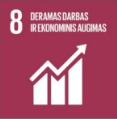 8 DERAMAS DARBAS
IR EKONOMINIS AUGIMAS